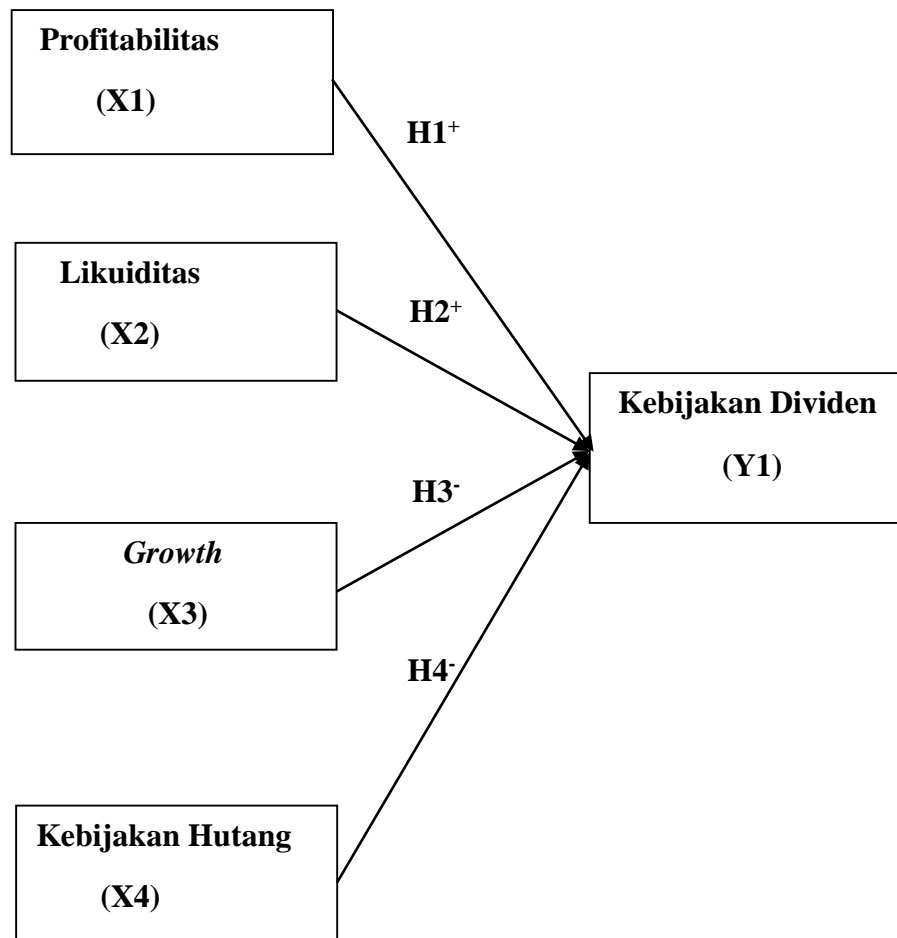 Profitabilitas
(X1)
H1⁺
Likuiditas
(X2)
H2⁺
Kebijakan Dividen
(Y1)
H3⁻
Growth
(X3)
H4⁻
Kebijakan Hutang
(X4)